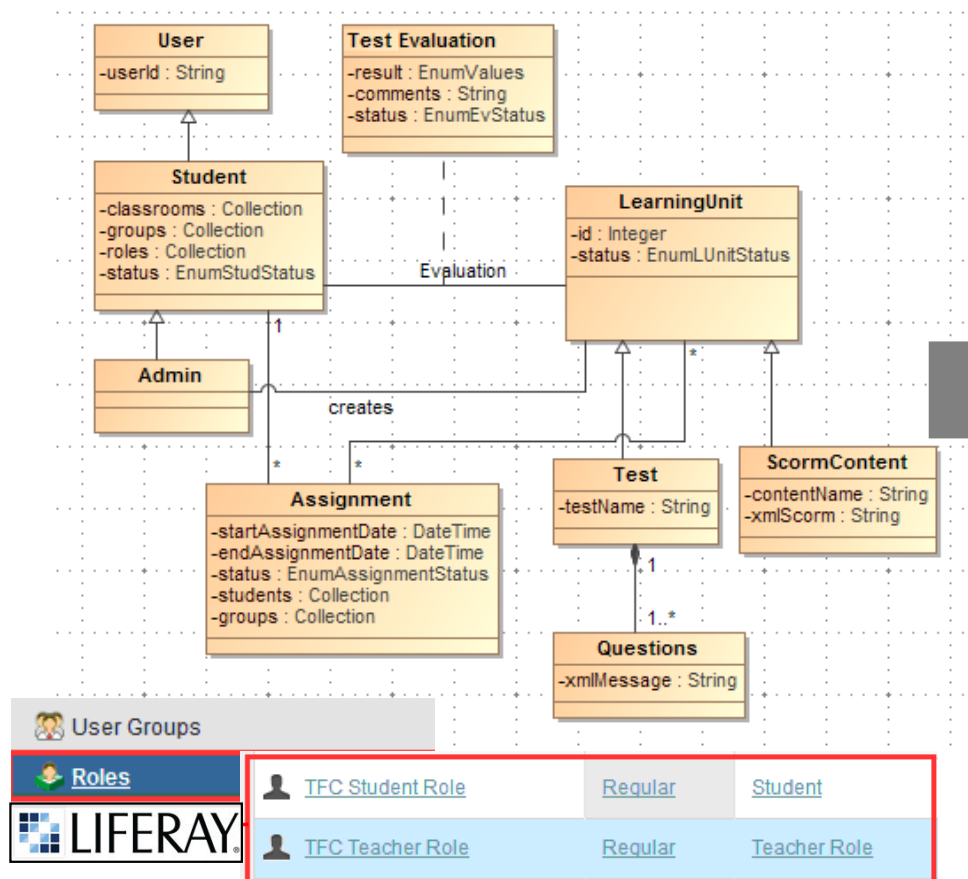 User
-userId : String
Test Evaluation
-result : EnumValues
-comments : String
-status : EnumEvStatus
Student
-classrooms : Collection
-groups : Collection
-roles : Collection
-status : EnumStudStatus
LearningUnit
-id : Integer
-status : EnumLUnitStatus
Evaluation
1
*
Admin
creates
*
*
Assignment
-startAssignmentDate : DateTime
-endAssignmentDate : DateTime
-status : EnumAssignmentStatus
-students : Collection
-groups : Collection
Test
-testName : String
ScormContent
-contentName : String
-xmlScorm : String
1
1..*
Questions
-xmlMessage : String
User Groups
Roles
TFC Student Role Regular Student
LIFERAY.
TFC Teacher Role Regular Teacher Role